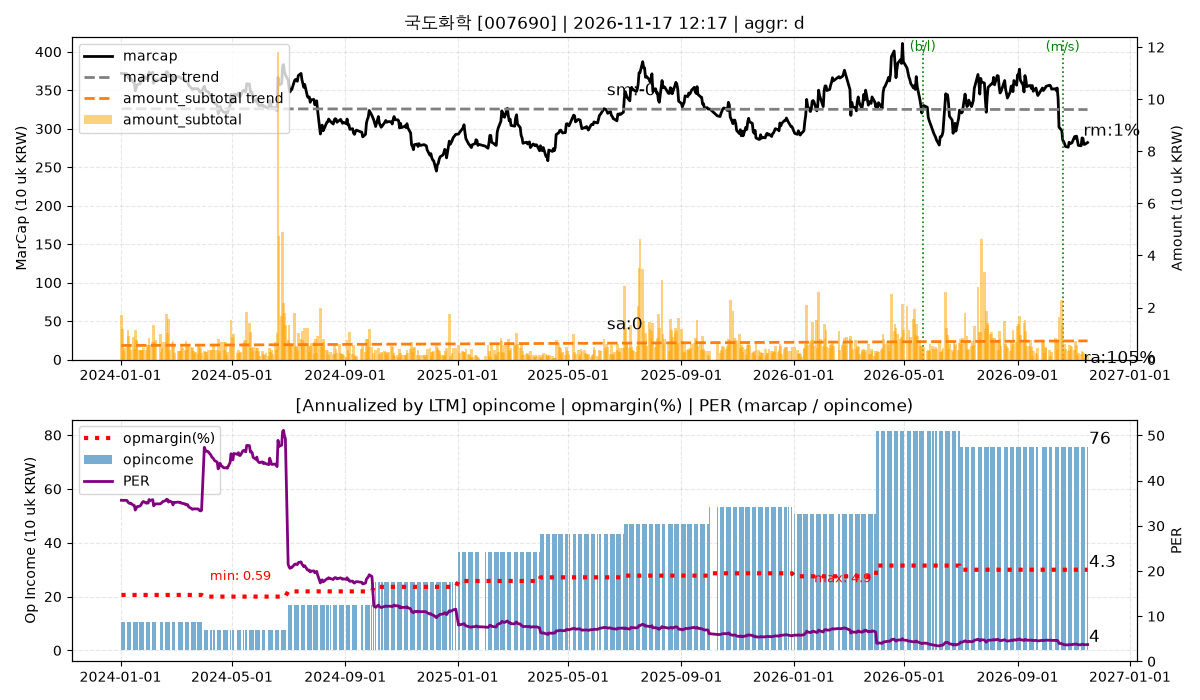 국도화학 [007690] | 2026-11-17 12:17 | aggr: d
marcap
marcap trend
amount_subtotal trend
amount_subtotal
(b/l)
(m/s)
rm:1%
sa:0
ra:105%
MarCap (10 uk KRW)
Amount (10 uk KRW)
400
350
300
250
200
150
100
50
0
12
10
8
6
4
2
0
2024-01-01 2024-05-01 2024-09-01 2025-01-01 2025-05-01 2025-09-01 2026-01-01 2026-05-01 2026-09-01 2027-01-01
[Annualized by LTM] opincome | opmargin(%) | PER (marcap / opincome)
opmargin(%)
opincome
PER
min: 0.59
max: 4.9
76
4.3
4
Op Income (10 uk KRW)
PER
80
60
40
20
0
50
40
30
20
10
0
2024-01-01 2024-05-01 2024-09-01 2025-01-01 2025-05-01 2025-09-01 2026-01-01 2026-05-01 2026-09-01 2027-01-01